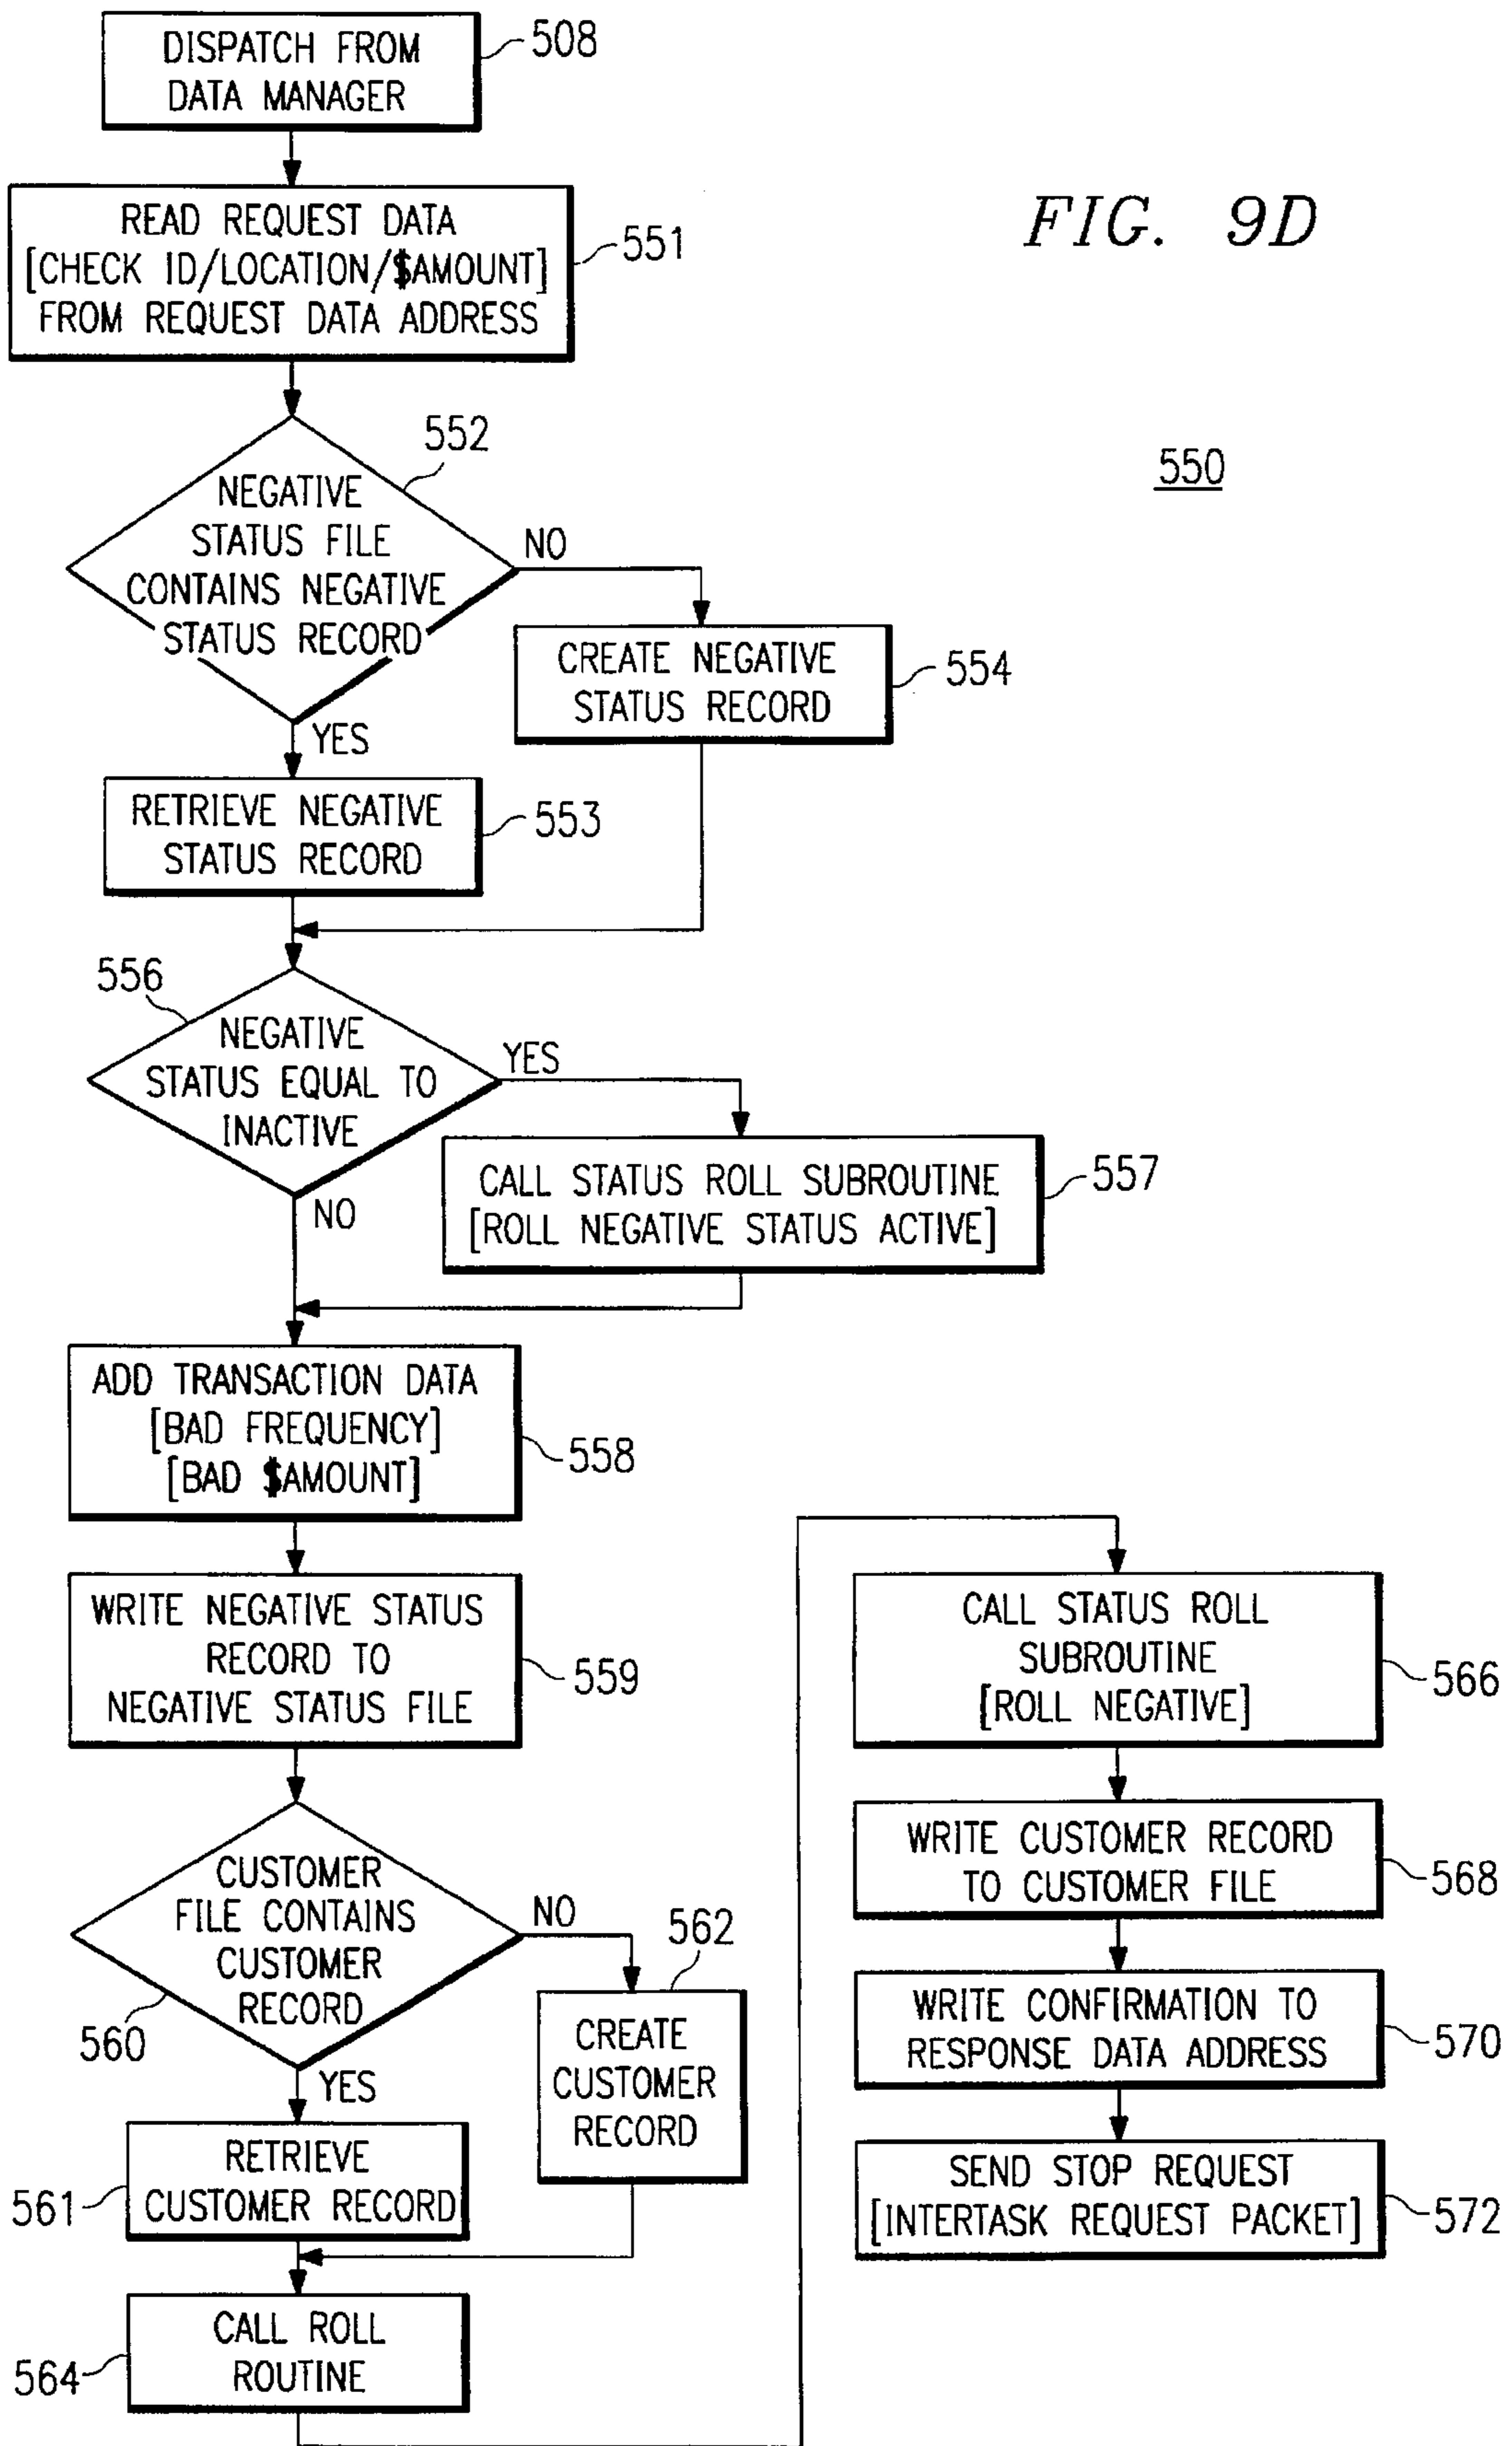 DISPATCH FROM
DATA MANAGER
508
READ REQUEST DATA
[CHECK ID/LOCATION/$AMOUNT]
FROM REQUEST DATA ADDRESS
551
FIG. 9D
550
552
NEGATIVE
STATUS FILE
CONTAINS NEGATIVE
STATUS RECORD
NO
YES
CREATE NEGATIVE
STATUS RECORD
554
RETRIEVE NEGATIVE
STATUS RECORD
553
556
NEGATIVE
STATUS EQUAL TO
INACTIVE
YES
NO
CALL STATUS ROLL SUBROUTINE
[ROLL NEGATIVE STATUS ACTIVE]
557
ADD TRANSACTION DATA
[BAD FREQUENCY]
[BAD $AMOUNT]
558
WRITE NEGATIVE STATUS
RECORD TO
NEGATIVE STATUS FILE
559
CUSTOMER
FILE CONTAINS
CUSTOMER
RECORD
560
NO
YES
562
CREATE
CUSTOMER
RECORD
RETRIEVE
CUSTOMER RECORD
561
CALL ROLL
ROUTINE
564
CALL STATUS ROLL
SUBROUTINE
[ROLL NEGATIVE]
566
WRITE CUSTOMER RECORD
TO CUSTOMER FILE
568
WRITE CONFIRMATION TO
RESPONSE DATA ADDRESS
570
SEND STOP REQUEST
[INTERTASK REQUEST PACKET]
572